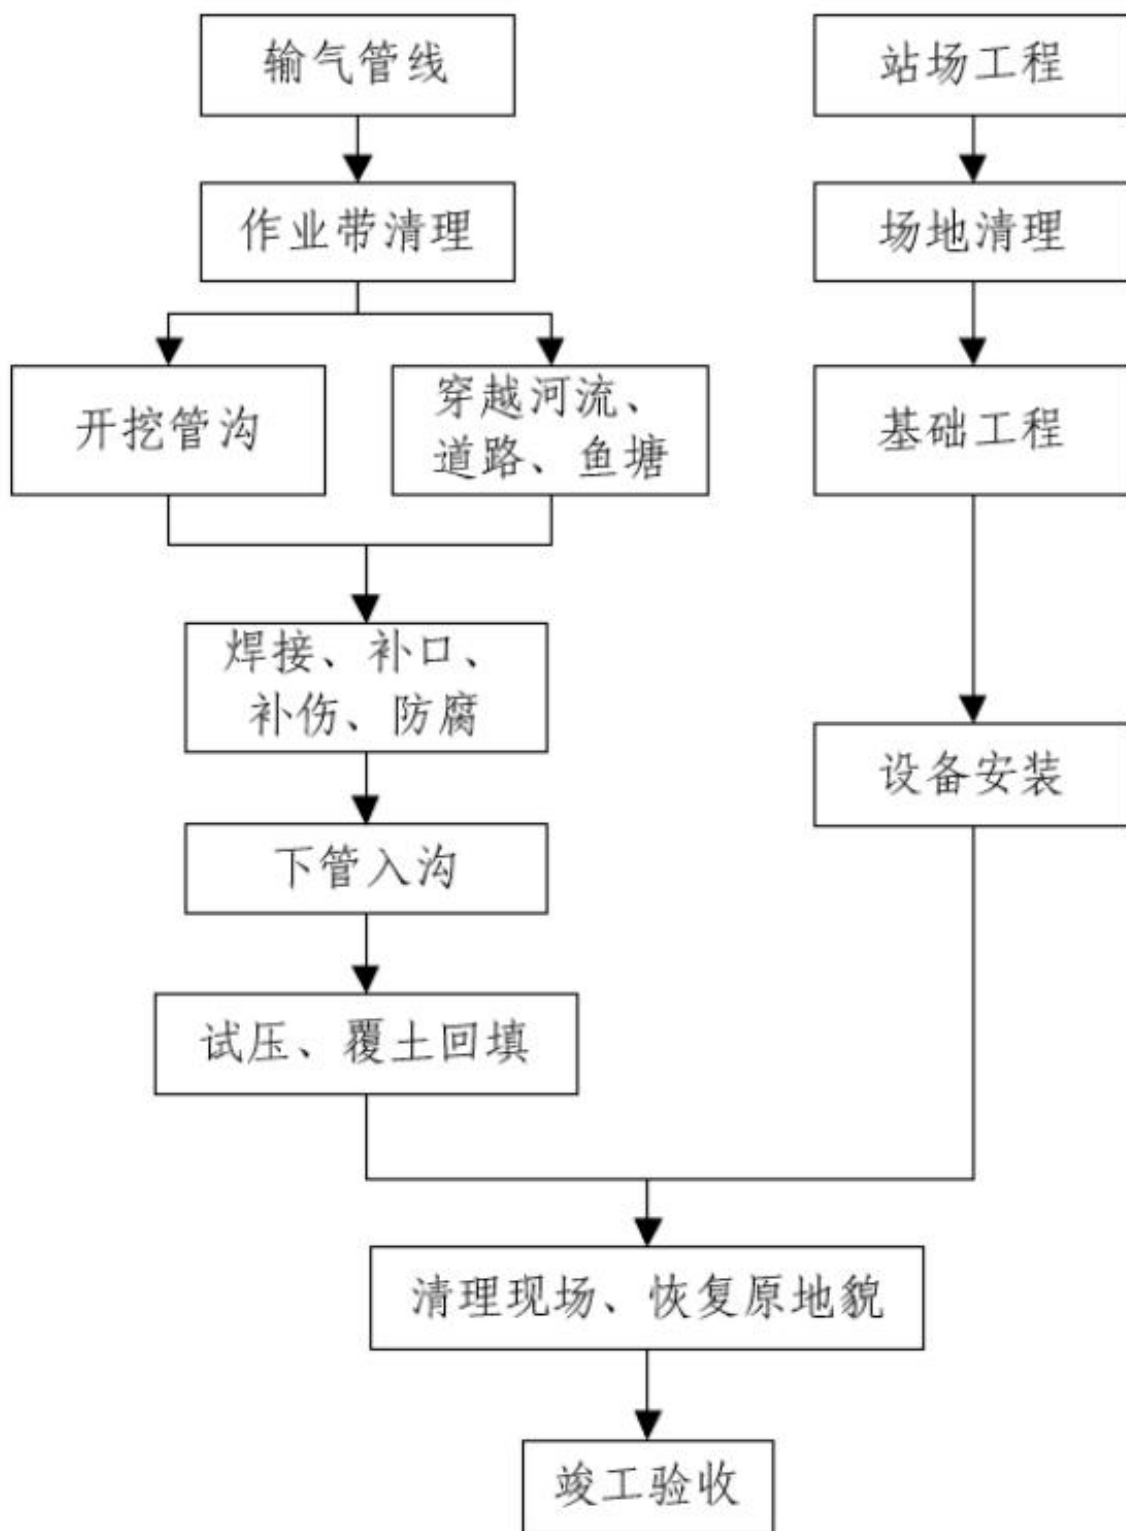 输气管线
站场工程
作业带清理
场地清理
开挖管沟
穿越河流、
道路、鱼塘
基础工程
焊接、补口、
补伤、防腐
设备安装
下管入沟
试压、覆土回填
清理现场、恢复原地貌
竣工验收